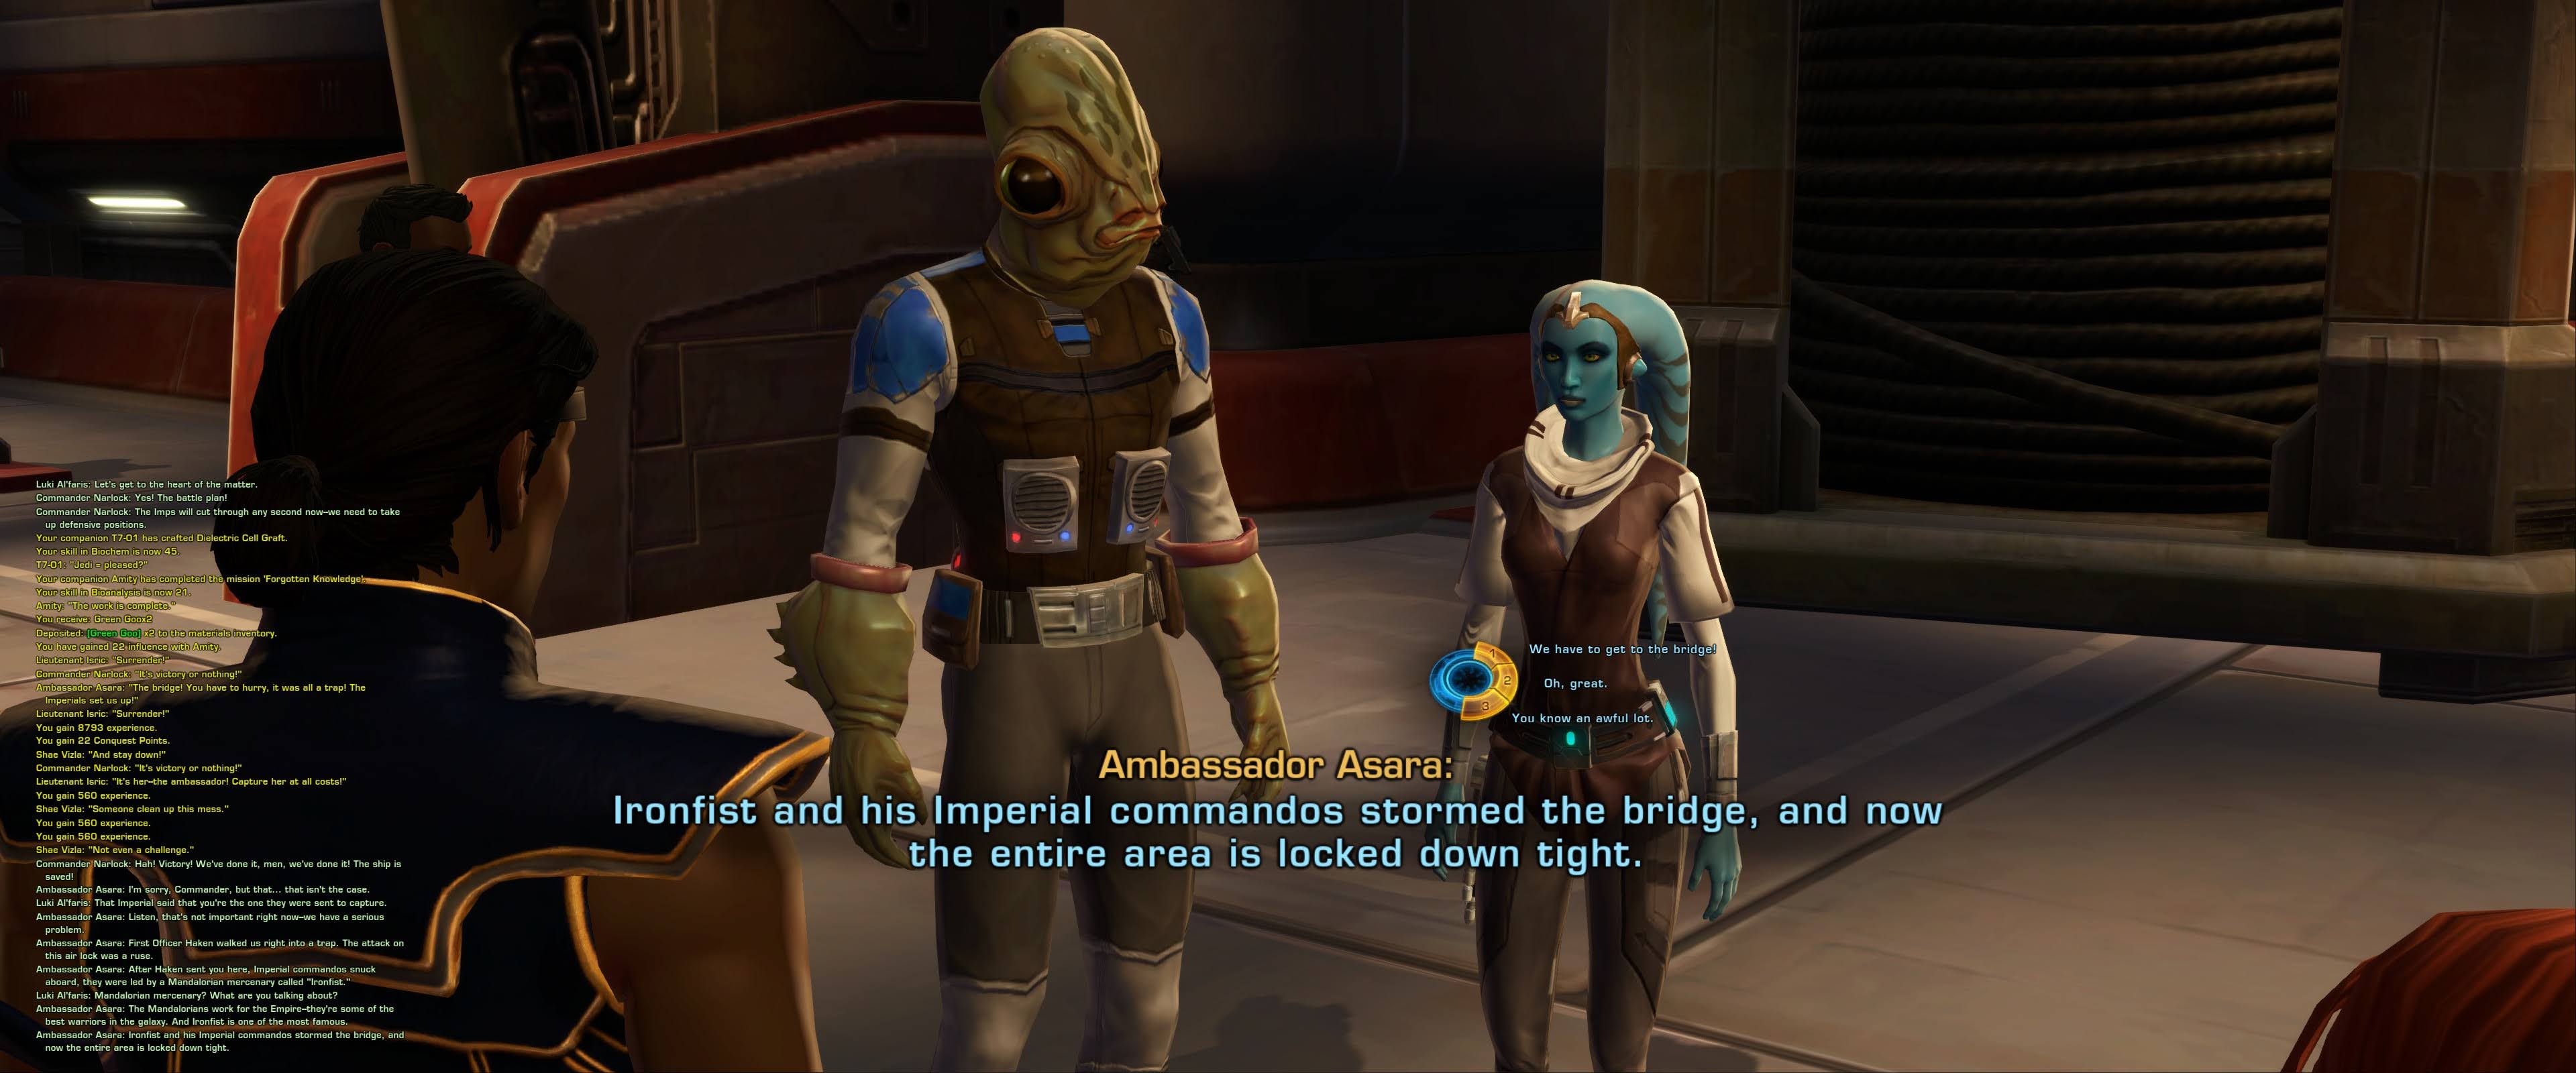 Luki Al'faris: Let's get to the heart of the matter.
Commander Narlock: Yes! The battle plan!
Commander Narlock: The Imps will cut through any second now—we need to take
up defensive positions.
Your companion T7-O1 has crafted Dielectric Cell Graft.
Your skill in Biochem is now 45.
T7-O1: "Jedi = pleased?"
Your companion Amity has completed the mission 'Forgotten Knowledge'.
Your skill in Bioanalysis is now 21.
Amity: "The work is complete."
You receive: Green Goox2
Deposited: [Green Goo] x2 to the materials inventory.
You have gained 22 influence with Amity.
Lieutenant Isric: "Surrender!"
Commander Narlock: "It's victory or nothing!"
Ambassador Asara: "The bridge! You have to hurry, it was all a trap! The
Imperials set us up!"
Lieutenant Isric: "Surrender!"
You gain 8793 experience.
You gain 22 Conquest Points.
Shae Vizla: "And stay down!"
Commander Narlock: "It's victory or nothing!"
Lieutenant Isric: "It's her—the ambassador! Capture her at all costs!"
You gain 560 experience.
Shae Vizla: "Someone clean up this mess."
You gain 560 experience.
You gain 560 experience.
Shae Vizla: "Not even a challenge."
Commander Narlock: Hah! Victory! We've done it, men, we've done it! The ship is
saved!
Ambassador Asara: I'm sorry, Commander, but that... that isn't the case.
Luki Al'faris: That Imperial said that you're the one they were sent to capture.
Ambassador Asara: Listen, that's not important right now—we have a serious
problem.
Ambassador Asara: First Officer Haken walked us right into a trap. The attack on
this air lock was a ruse.
Ambassador Asara: After Haken sent you here, Imperial commandos snuck
aboard, they were led by a Mandalorian mercenary called "Ironfist."
Luki Al'faris: Mandalorian mercenary? What are you talking about?
Ambassador Asara: The Mandalorians work for the Empire—they're some of the
best warriors in the galaxy. And Ironfist is one of the most famous.
Ambassador Asara: Ironfist and his Imperial commandos stormed the bridge, and
now the entire area is locked down tight.
1 We have to get to the bridge!
2 Oh, great.
3 You know an awful lot.
Ambassador Asara:
Ironfist and his Imperial commandos stormed the bridge, and now
the entire area is locked down tight.